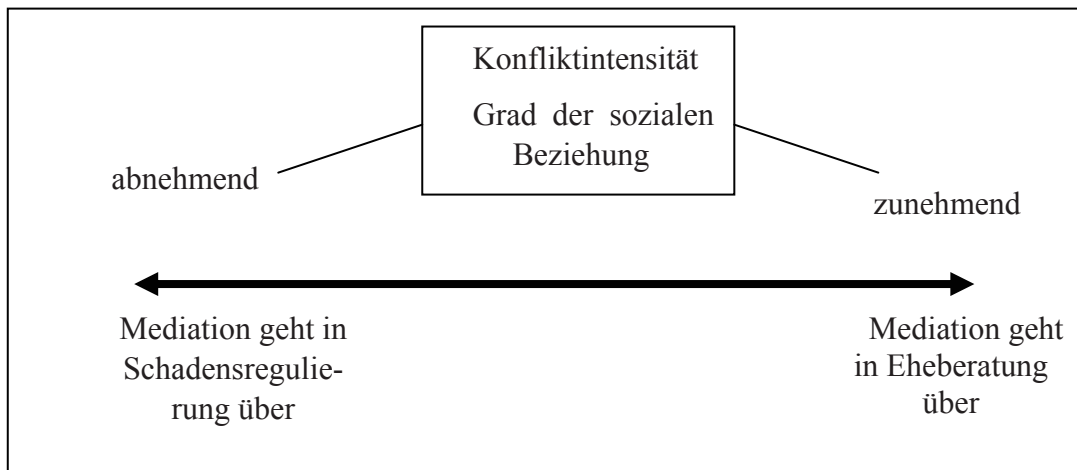 Konfliktintensität
Grad der sozialen
Beziehung
abnehmend
zunehmend
Mediation geht in
Schadensregulie-
rung über
Mediation geht
in Eheberatung
über